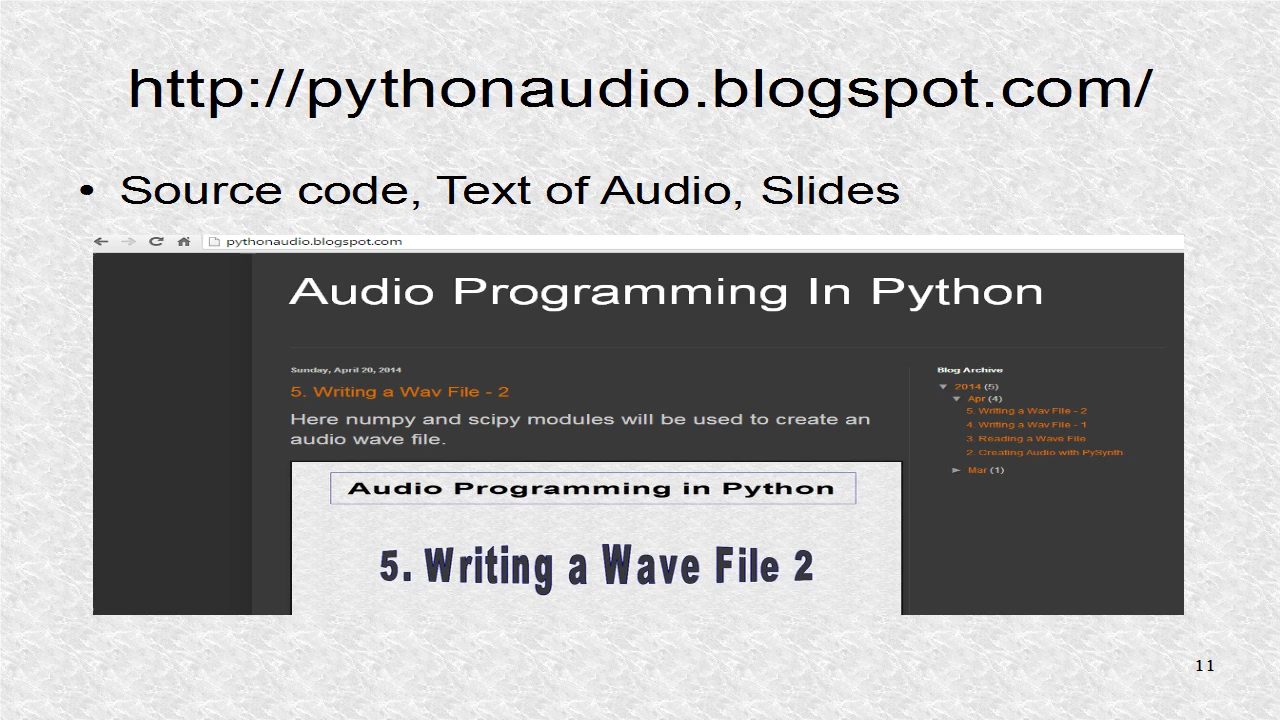 http://pythonaudio.blogspot.com/
• Source code, Text of Audio, Slides
pythonaudio.blogspot.com
Audio Programming In Python
Sunday, April 20, 2014
5. Writing a Wav File - 2
Here numpy and scipy modules will be used to create an
audio wave file.
Audio Programming in Python
5. Writing a Wave File 2
Blog Archive
▼ 2014 (5)
▼ Apr (4)
5. Writing a Wav File - 2
4. Writing a Wav File - 1
3. Reading a Wave File
2. Creating Audio with PySynth
► Mar (1)
11